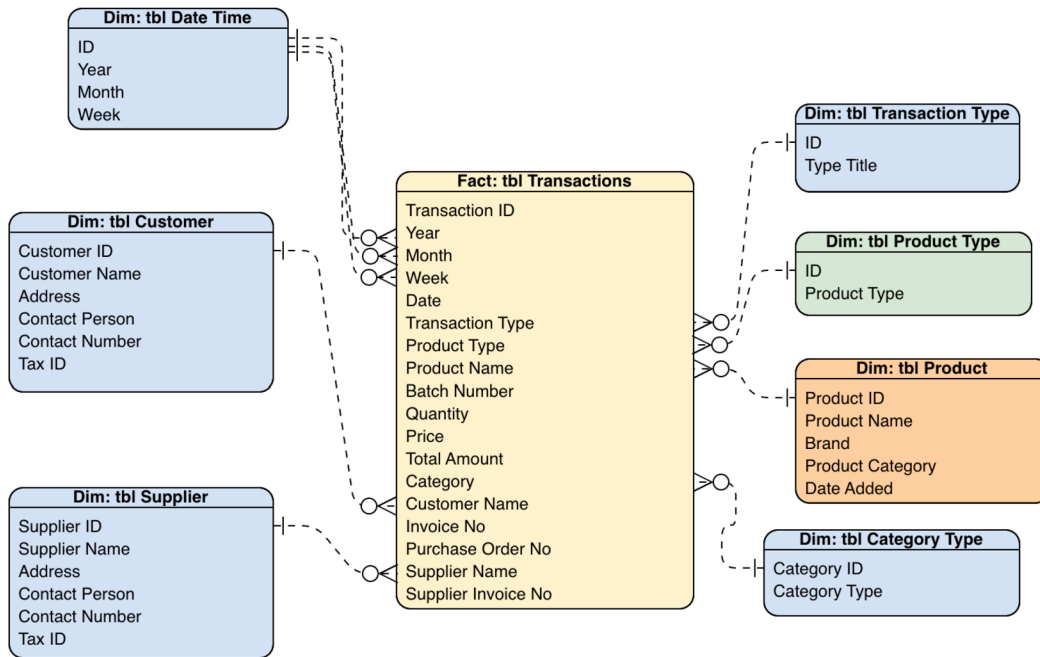 Dim: tbl Date Time
ID
Year
Month
Week
Dim: tbl Customer
Customer ID
Customer Name
Address
Contact Person
Contact Number
Tax ID
Dim: tbl Supplier
Supplier ID
Supplier Name
Address
Contact Person
Contact Number
Tax ID
Fact: tbl Transactions
Transaction ID
Year
Month
Week
Date
Transaction Type
Product Type
Product Name
Batch Number
Quantity
Price
Total Amount
Category
Customer Name
Invoice No
Purchase Order No
Supplier Name
Supplier Invoice No
Dim: tbl Transaction Type
ID
Type Title
Dim: tbl Product Type
ID
Product Type
Dim: tbl Product
Product ID
Product Name
Brand
Product Category
Date Added
Dim: tbl Category Type
Category ID
Category Type